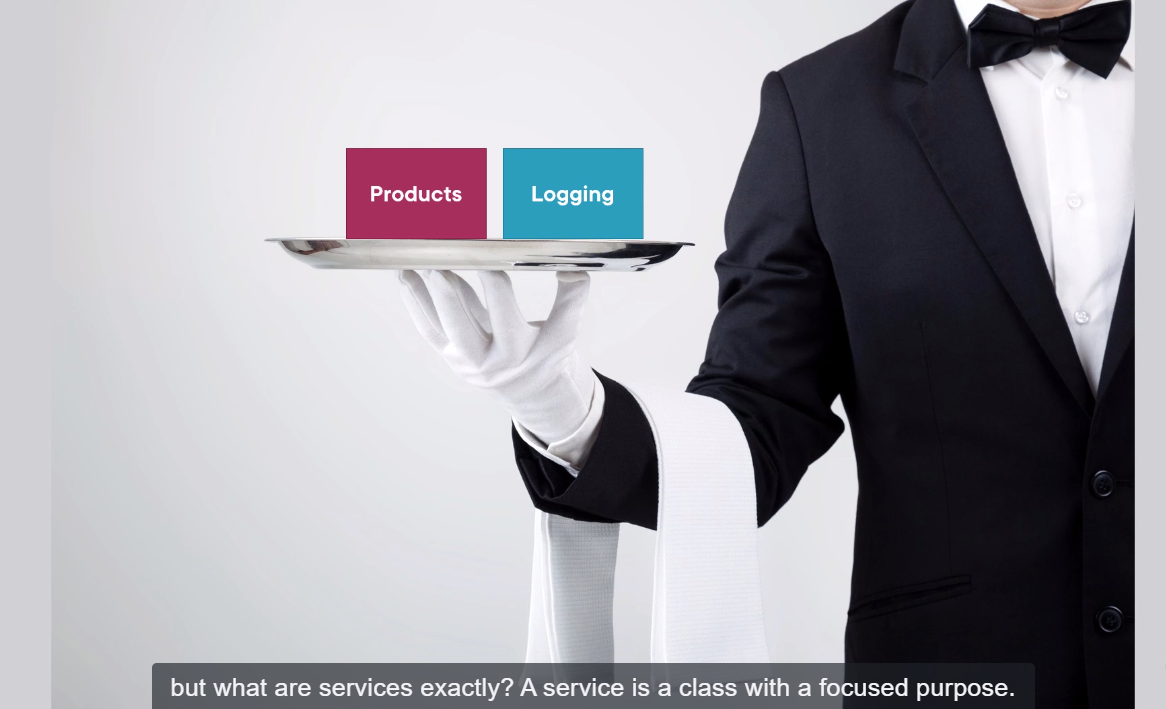 Products
Logging
but what are services exactly? A service is a class with a focused purpose.